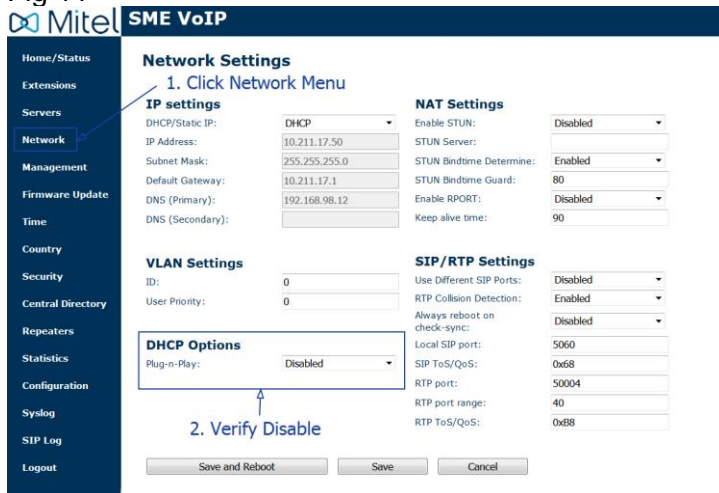 Mitel SME VoIP
Home/Status
Extensions
Servers
Network
Management
Firmware Update
Time
Country
Security
Central Directory
Repeaters
Statistics
Configuration
Syslog
SIP Log
Logout
Network Settings
1. Click Network Menu
IP settings
DHCP/Static IP: DHCP
IP Address: 10.211.17.50
Subnet Mask: 255.255.255.0
Default Gateway: 10.211.17.1
DNS (Primary): 192.168.98.12
DNS (Secondary):
VLAN Settings
ID: 0
User Priority: 0
DHCP Options
Plug-n-Play: Disabled
2. Verify Disable
NAT Settings
Enable STUN: Disabled
STUN Server:
STUN Bindtime Determine: Enabled
STUN Bindtime Guard: 80
Enable RPORT: Disabled
Keep alive time: 90
SIP/RTP Settings
Use Different SIP Ports: Disabled
RTP Collision Detection: Enabled
Always reboot on
check-sync: Disabled
Local SIP port: 5060
SIP ToS/QoS: 0x68
RTP port: 50004
RTP port range: 40
RTP ToS/QoS: 0xB8
Save and Reboot Save Cancel